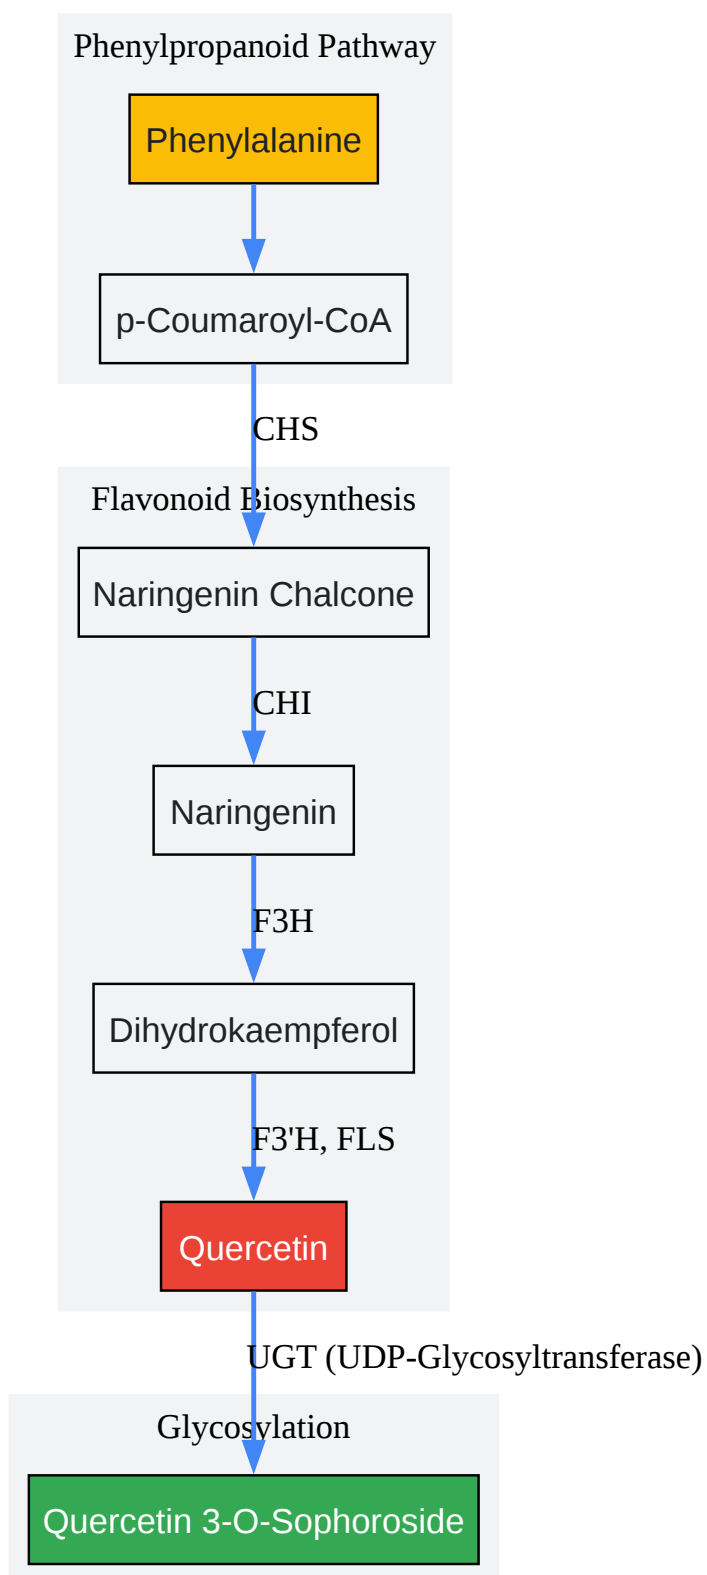 Phenylpropanoid Pathway
Phenylalanine
p-Coumaroyl-CoA
CHS
Flavonoid Biosynthesis
Naringenin Chalcone
CHI
Naringenin
F3H
Dihydrokaempferol
F3'H, FLS
Quercetin
UGT (UDP-Glycosyltransferase)
Glycosylation
Quercetin 3-O-Sophoroside